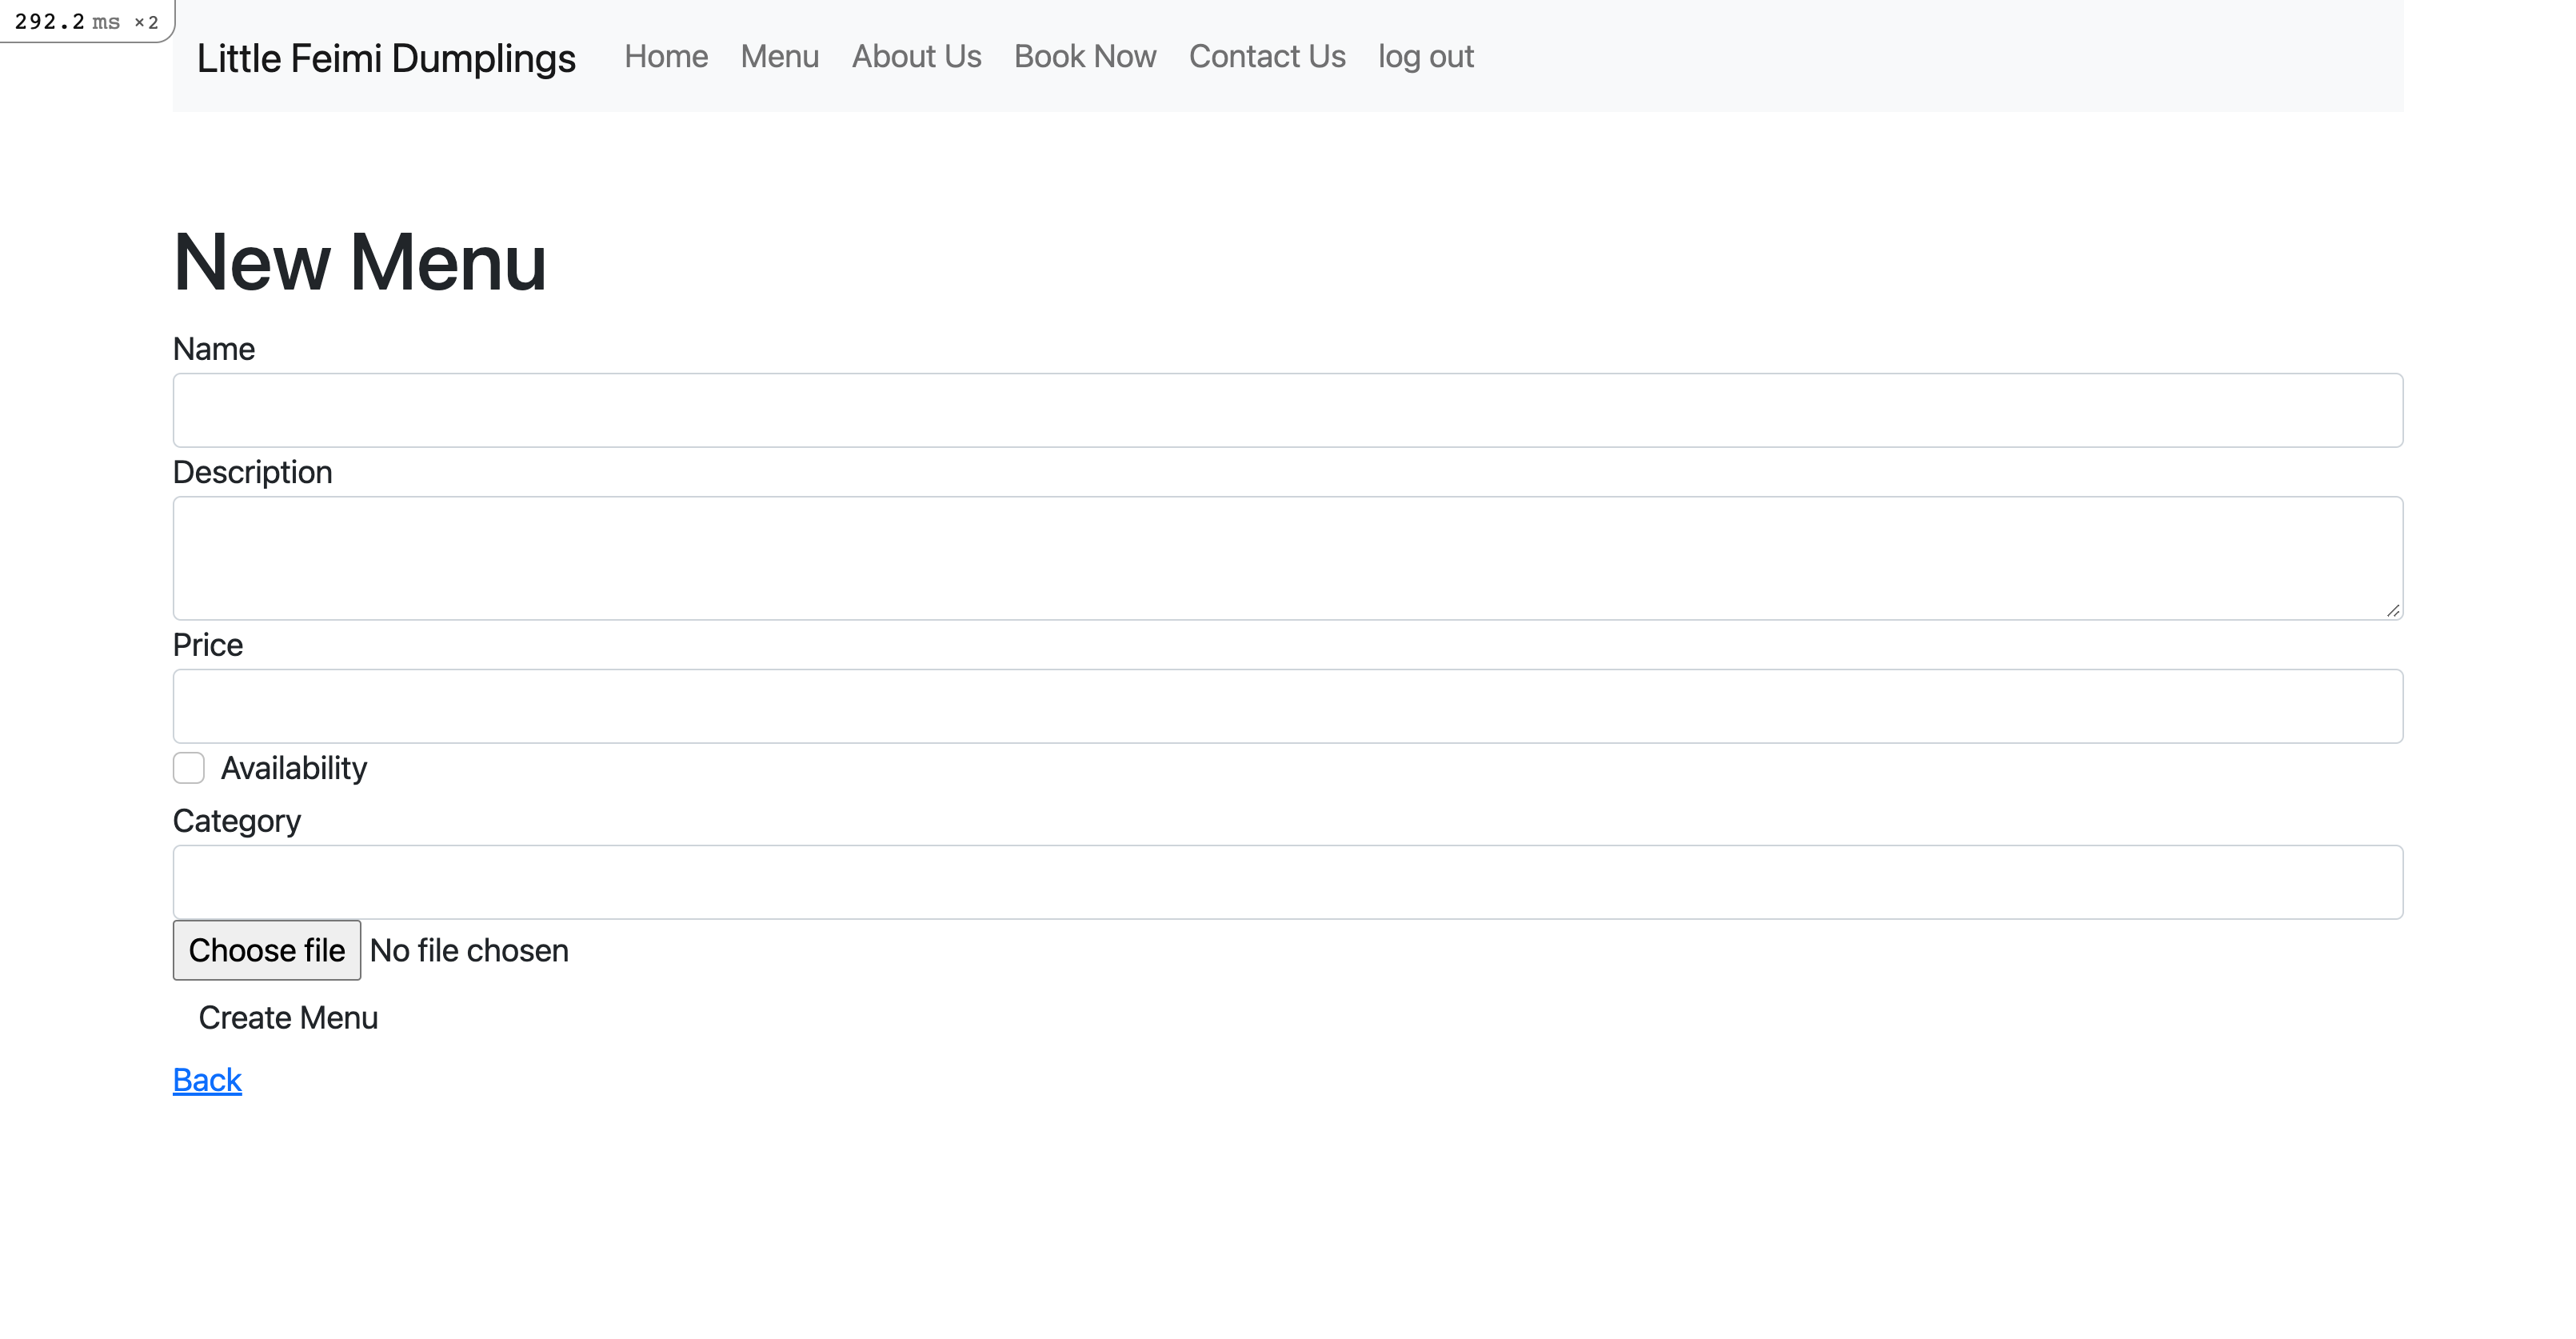 292.2 ms ×2
Little Feimi Dumplings Home Menu About Us Book Now Contact Us log out
New Menu
Name
Description
Price
Availability
Category
Choose file No file chosen
Create Menu
Back